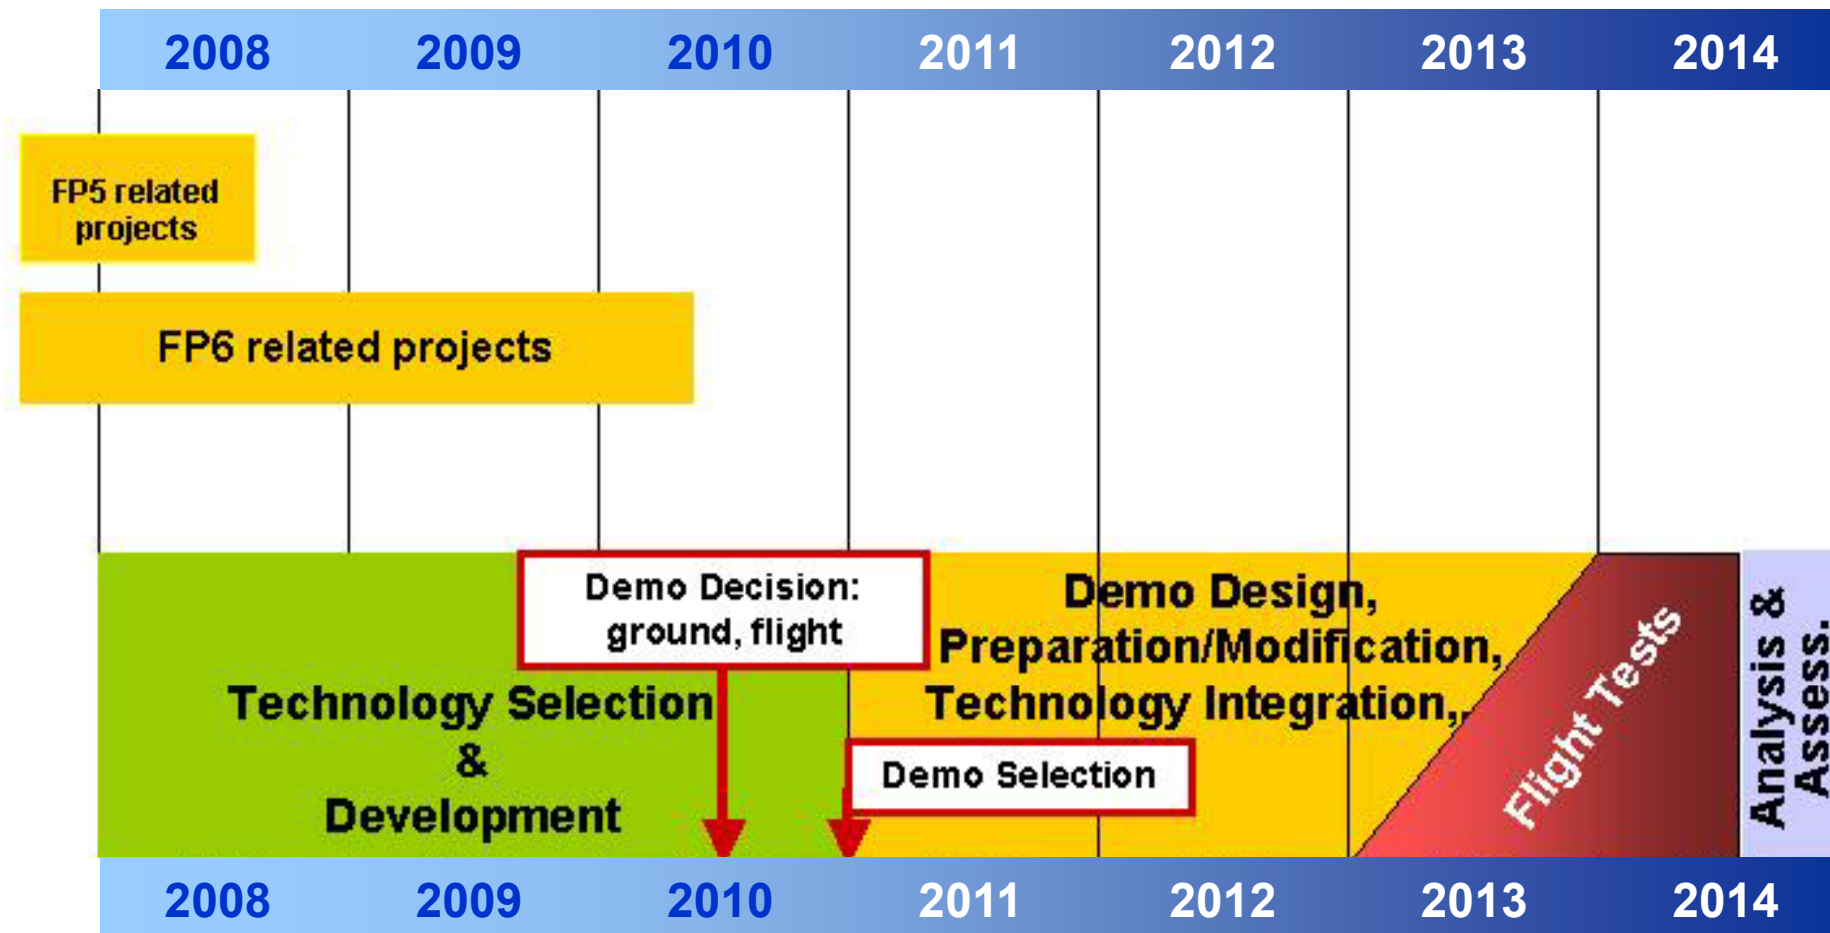 2008 2009 2010 2011 2012 2013 2014
FP5 related
projects
FP6 related projects
Demo Decision:
ground, flight
Technology Selection
&
Development
Demo Design,
Preparation/Modification,
Technology Integration,.
Demo Selection
Flight Tests
Analysis &
Assess.
2008 2009 2010 2011 2012 2013 2014